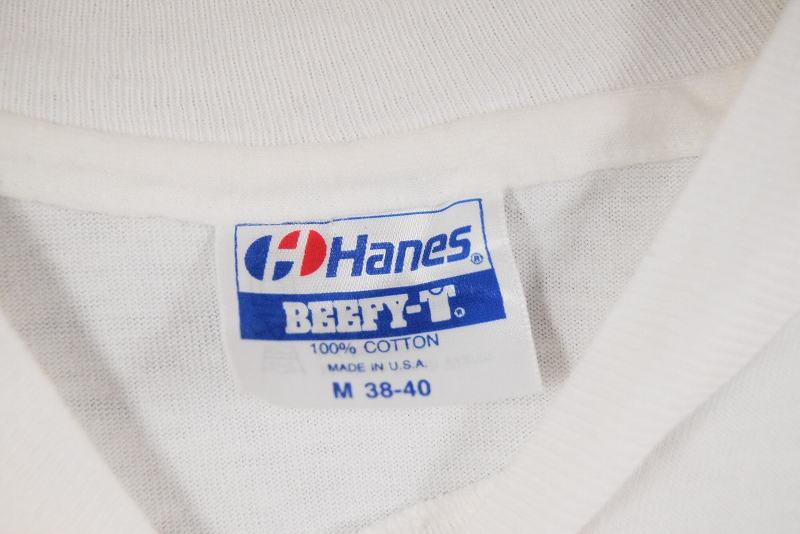 Hanes®
BEEFY-T®
100% COTTON
MADE IN U.S.A.
M 38-40